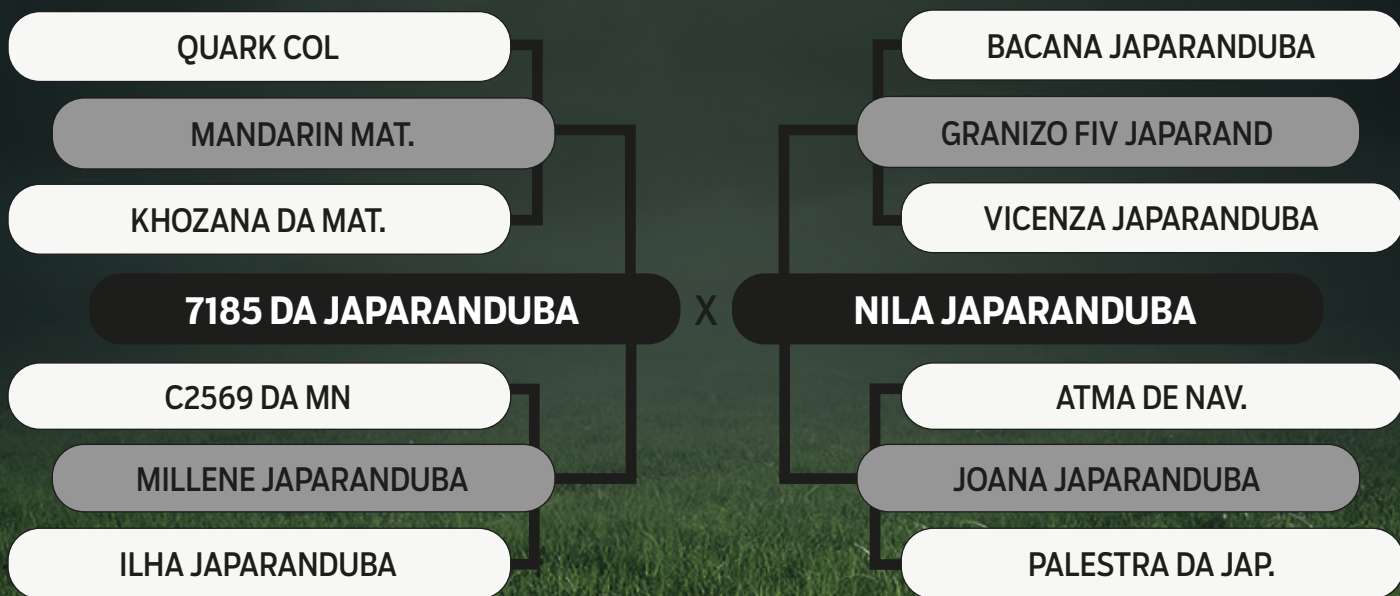 QUARK COL
MANDARIN MAT.
KHOZANA DA MAT.
7185 DA JAPARANDUBA
C2569 DA MN
MILLENE JAPARANDUBA
ILHA JAPARANDUBA
X
BACANA JAPARANDUBA
GRANIZO FIV JAPARAND
VICENZA JAPARANDUBA
NILA JAPARANDUBA
ATMA DE NAV.
JOANA JAPARANDUBA
PALESTRA DA JAP.